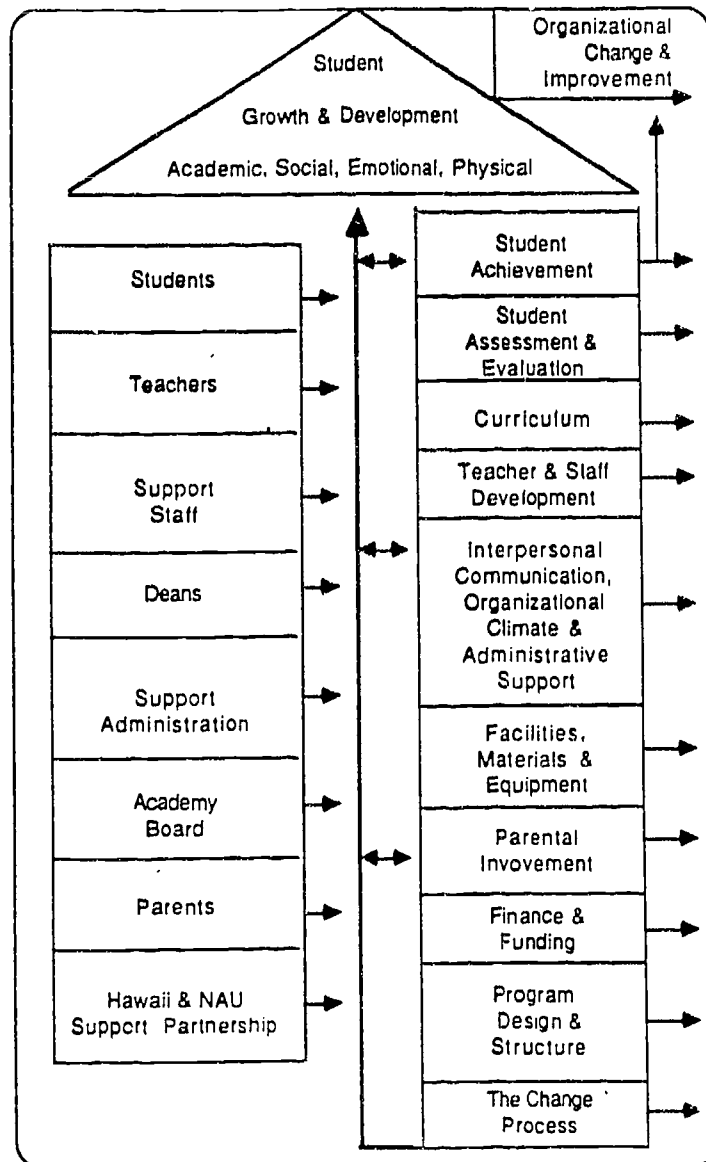 Organizational
Change &
Improvement
Student
Growth & Development
Academic, Social, Emotional, Physical
Students
Teachers
Support
Staff
Deans
Support
Administration
Academy
Board
Parents
Hawaii & NAU
Support Partnership
Student
Achievement
Student
Assessment &
Evaluation
Curriculum
Teacher & Staff
Development
Interpersonal
Communication,
Organizational
Climate &
Administrative
Support
Facilities,
Materials &
Equipment
Parental
Invovement
Finance &
Funding
Program
Design &
Structure
The Change
Process